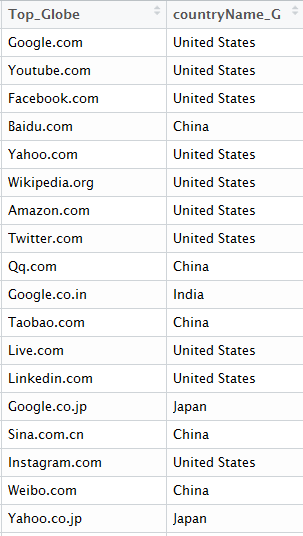 Top_Globe countryName_G
Google.com United States
Youtube.com United States
Facebook.com United States
Baidu.com China
Yahoo.com United States
Wikipedia.org United States
Amazon.com United States
Twitter.com United States
Qq.com China
Google.co.in India
Taobao.com China
Live.com United States
Linkedin.com United States
Google.co.jp Japan
Sina.com.cn China
Instagram.com United States
Weibo.com China
Yahoo.co.jp Japan